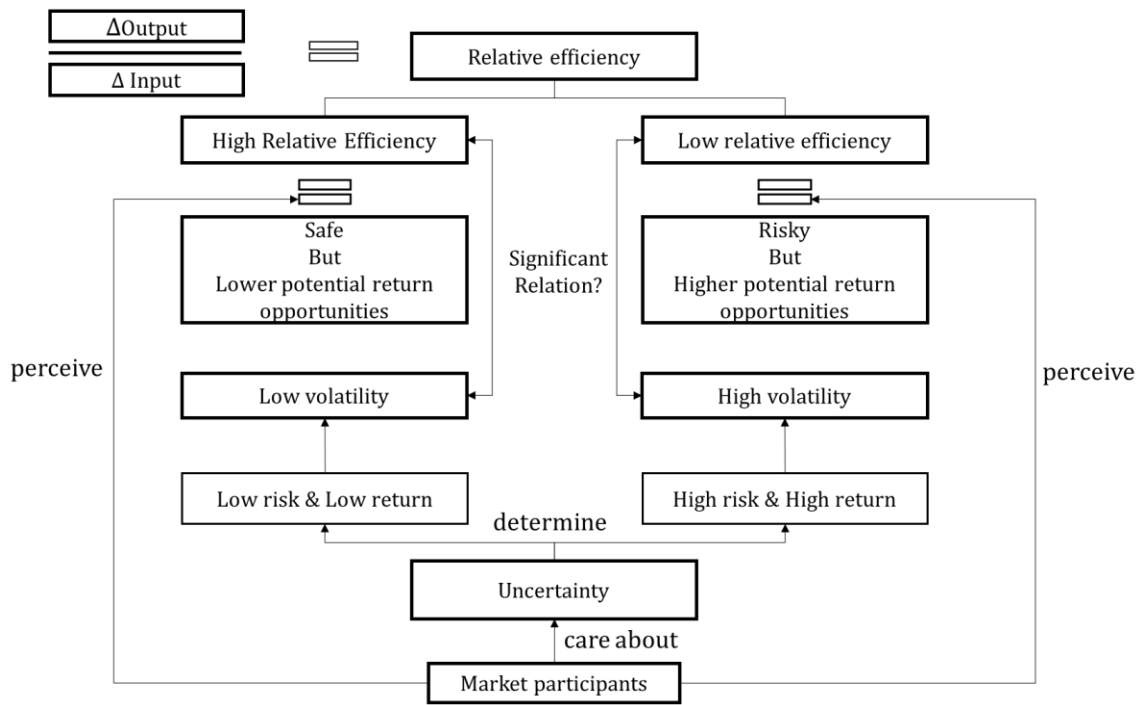 ΔOutput
Δ Input
Relative efficiency
High Relative Efficiency
Low relative efficiency
Safe
But
Lower potential return
opportunities
Significant
Relation?
Risky
But
Higher potential return
opportunities
perceive
perceive
Low volatility
High volatility
Low risk & Low return
High risk & High return
determine
Uncertainty
care about
Market participants